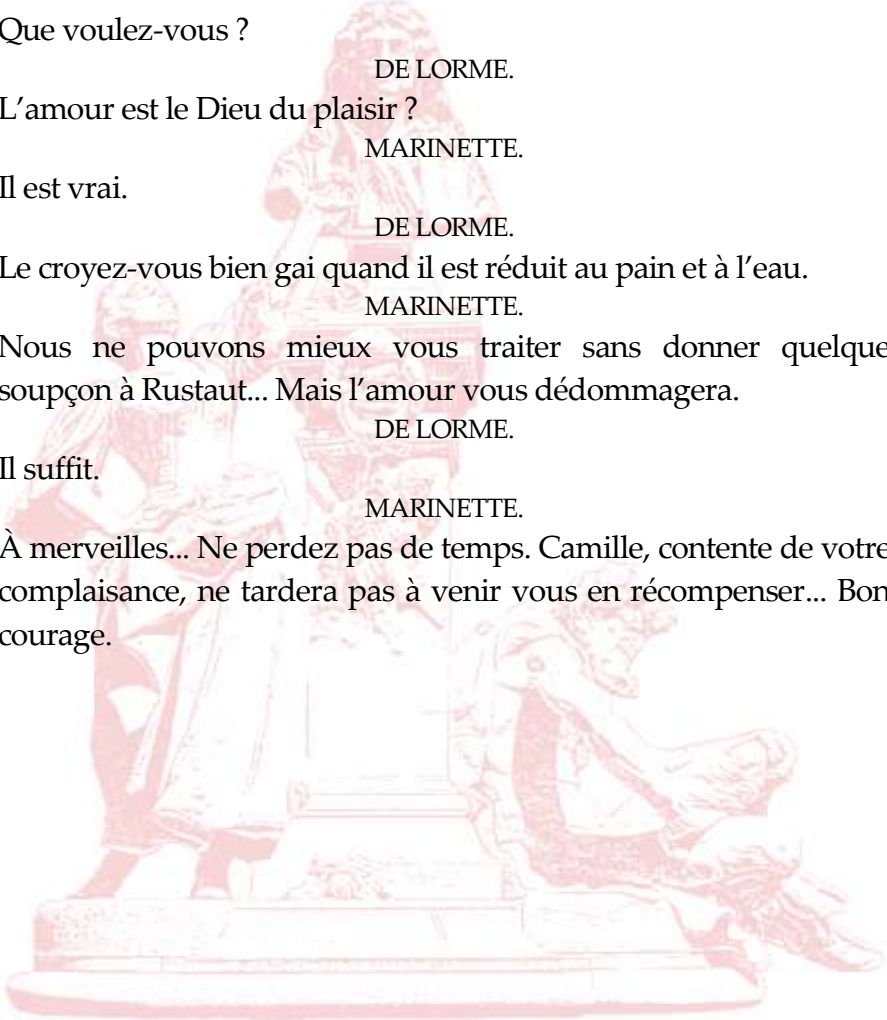 Que voulez-vous ?
DE LORME.
L’amour est le Dieu du plaisir ?
MARINETTE.
Il est vrai.
DE LORME.
Le croyez-vous bien gai quand il est réduit au pain et à l’eau.
MARINETTE.
Nous ne pouvons mieux vous traiter sans donner quelque
soupçon à Rustaut... Mais l’amour vous dédommagera.
DE LORME.
Il suffit.
MARINETTE.
À merveilles... Ne perdez pas de temps. Camille, contente de votre
complaisance, ne tardera pas à venir vous en récompenser... Bon
courage.